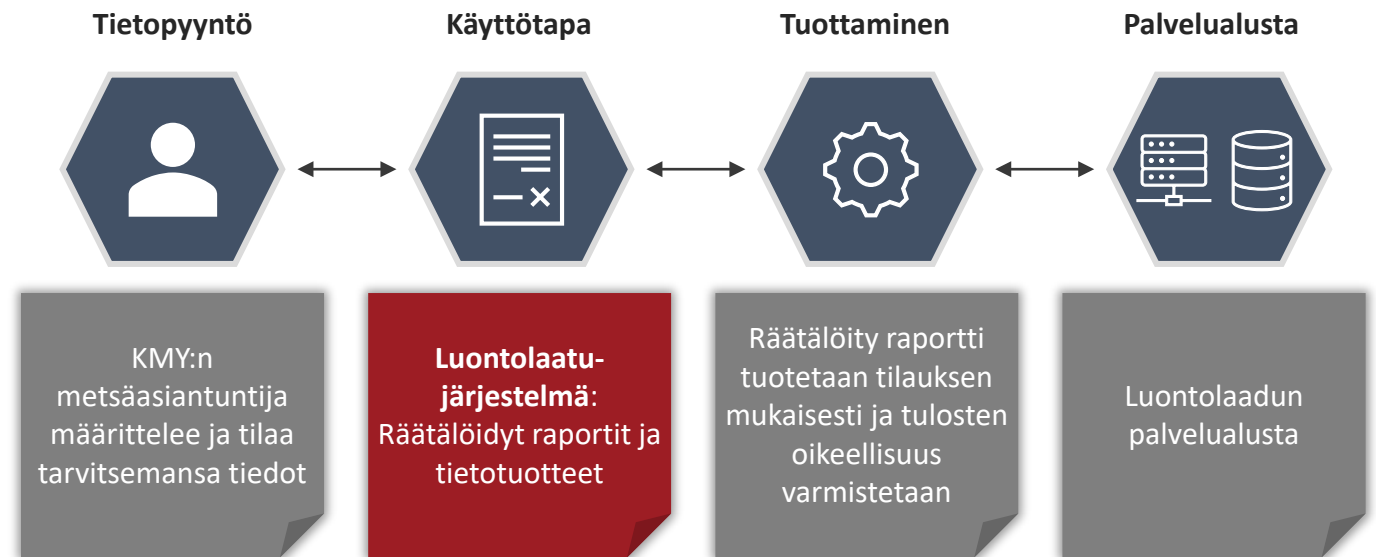 Tietopyyntö
Käyttötapa
Tuottaminen
Palvelualusta
KMY:n
metsäasiantuntija
määrittelee ja tilaa
tarvitsemansa tiedot
Luontolaatu-
järjestelmä:
Räätälöidyt raportit ja
tietotuotteet
Räätälöity raportti
tuotetaan tilauksen
mukaisesti ja tulosten
oikeellisuus
varmistetaan
Luontolaadun
palvelualusta